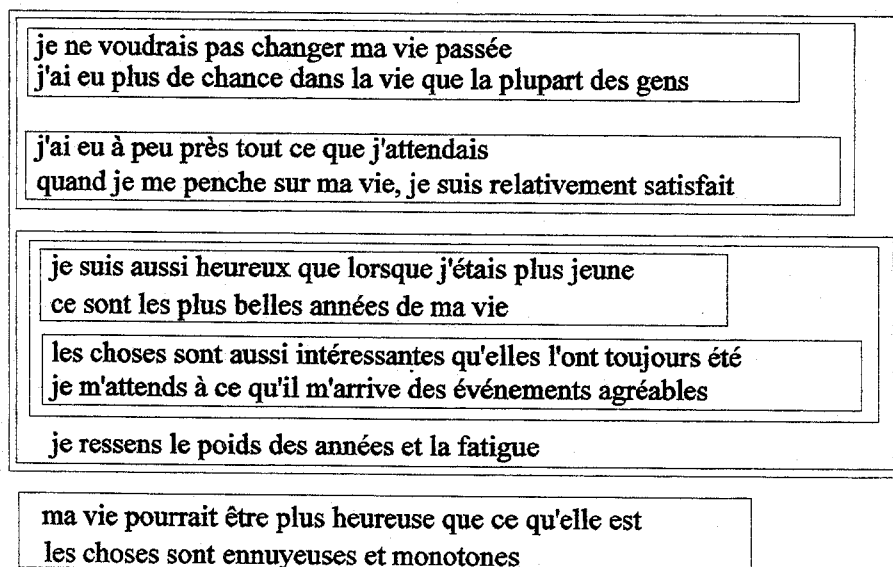 je ne voudrais pas changer ma vie passée
j'ai eu plus de chance dans la vie que la plupart des gens
j'ai eu à peu près tout ce que j'attendais
quand je me penche sur ma vie, je suis relativement satisfait
je suis aussi heureux que lorsque j'étais plus jeune
ce sont les plus belles années de ma vie
les choses sont aussi intéressantes qu'elles l'ont toujours été
je m'attends à ce qu'il m'arrive des événements agréables
je ressens le poids des années et la fatigue
ma vie pourrait être plus heureuse que ce qu'elle est
les choses sont ennuyeuses et monotones